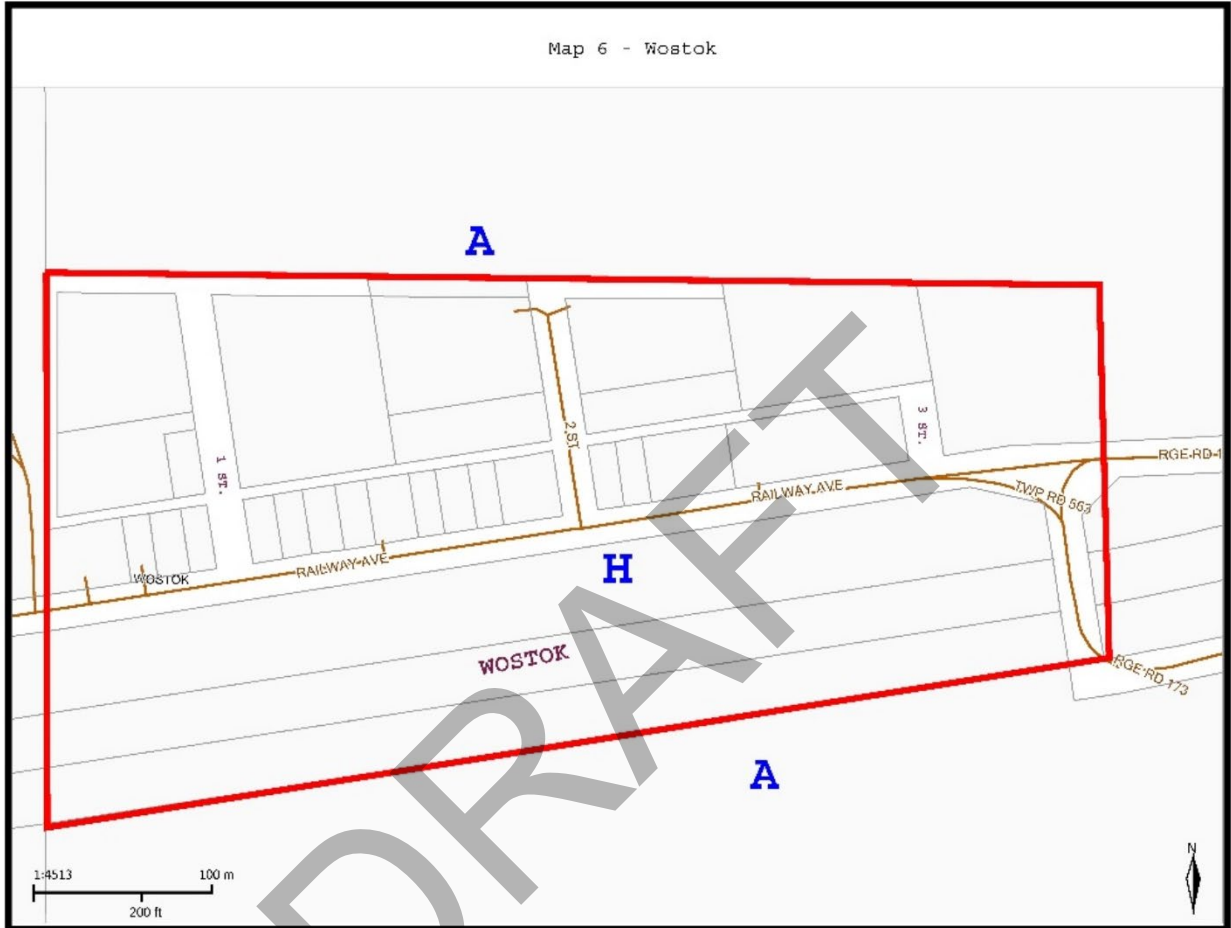 Map 6 - Wostok
A
2 ST
3 ST.
1 ST.
RGE RD 1
TWP RD 563
RAILWAY AVE
RAILWAY AVE
H
WOSTOK
WOSTOK
RGE RD 173
A
DRAFT
1:4513
100 m
200 ft
N